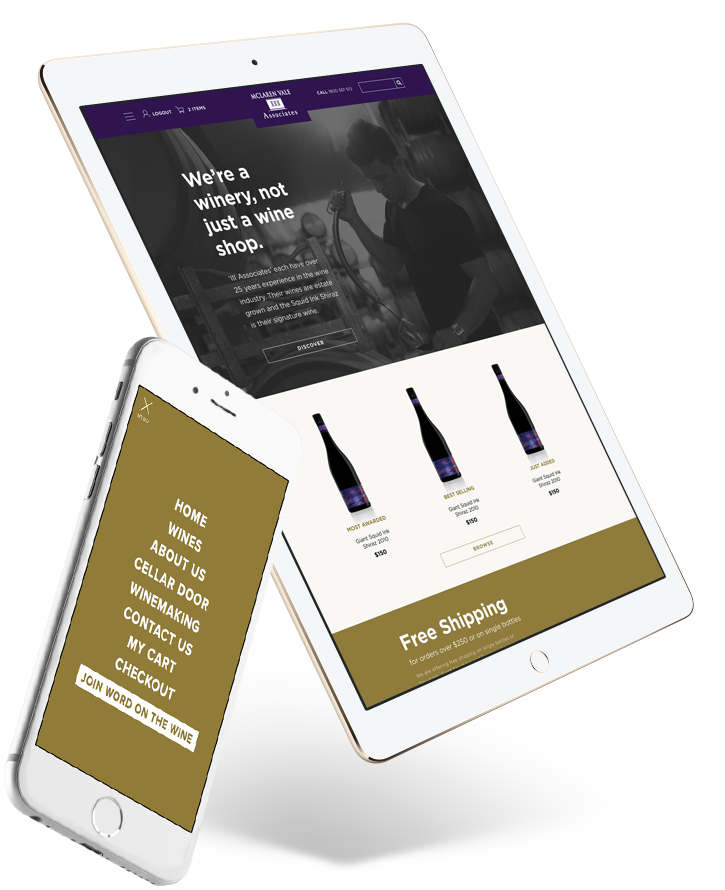 LOGOUT
2 ITEMS
MCLAREN VALE
III
Associates
CALL 1800 501 513
We're a
winery, not
just a wine
shop.
'III Associates' each have over
25 years experience in the wine
industry. Their wines are estate
grown and the Squid Ink Shiraz
is their signature wine.
DISCOVER
MOST AWARDED
Giant Squid Ink
Shiraz 2010
$150
BEST SELLING
Giant Squid Ink
Shiraz 2010
$150
JUST ADDED
Giant Squid Ink
Shiraz 2010
$150
BROWSE
Free Shipping
for orders over $250 or on single bottles
We are offering free shipping on single bottles or
MENU
HOME
WINES
ABOUT US
CELLAR DOOR
WINEMAKING
CONTACT US
MY CART
CHECKOUT
JOIN WORD ON THE WiNE